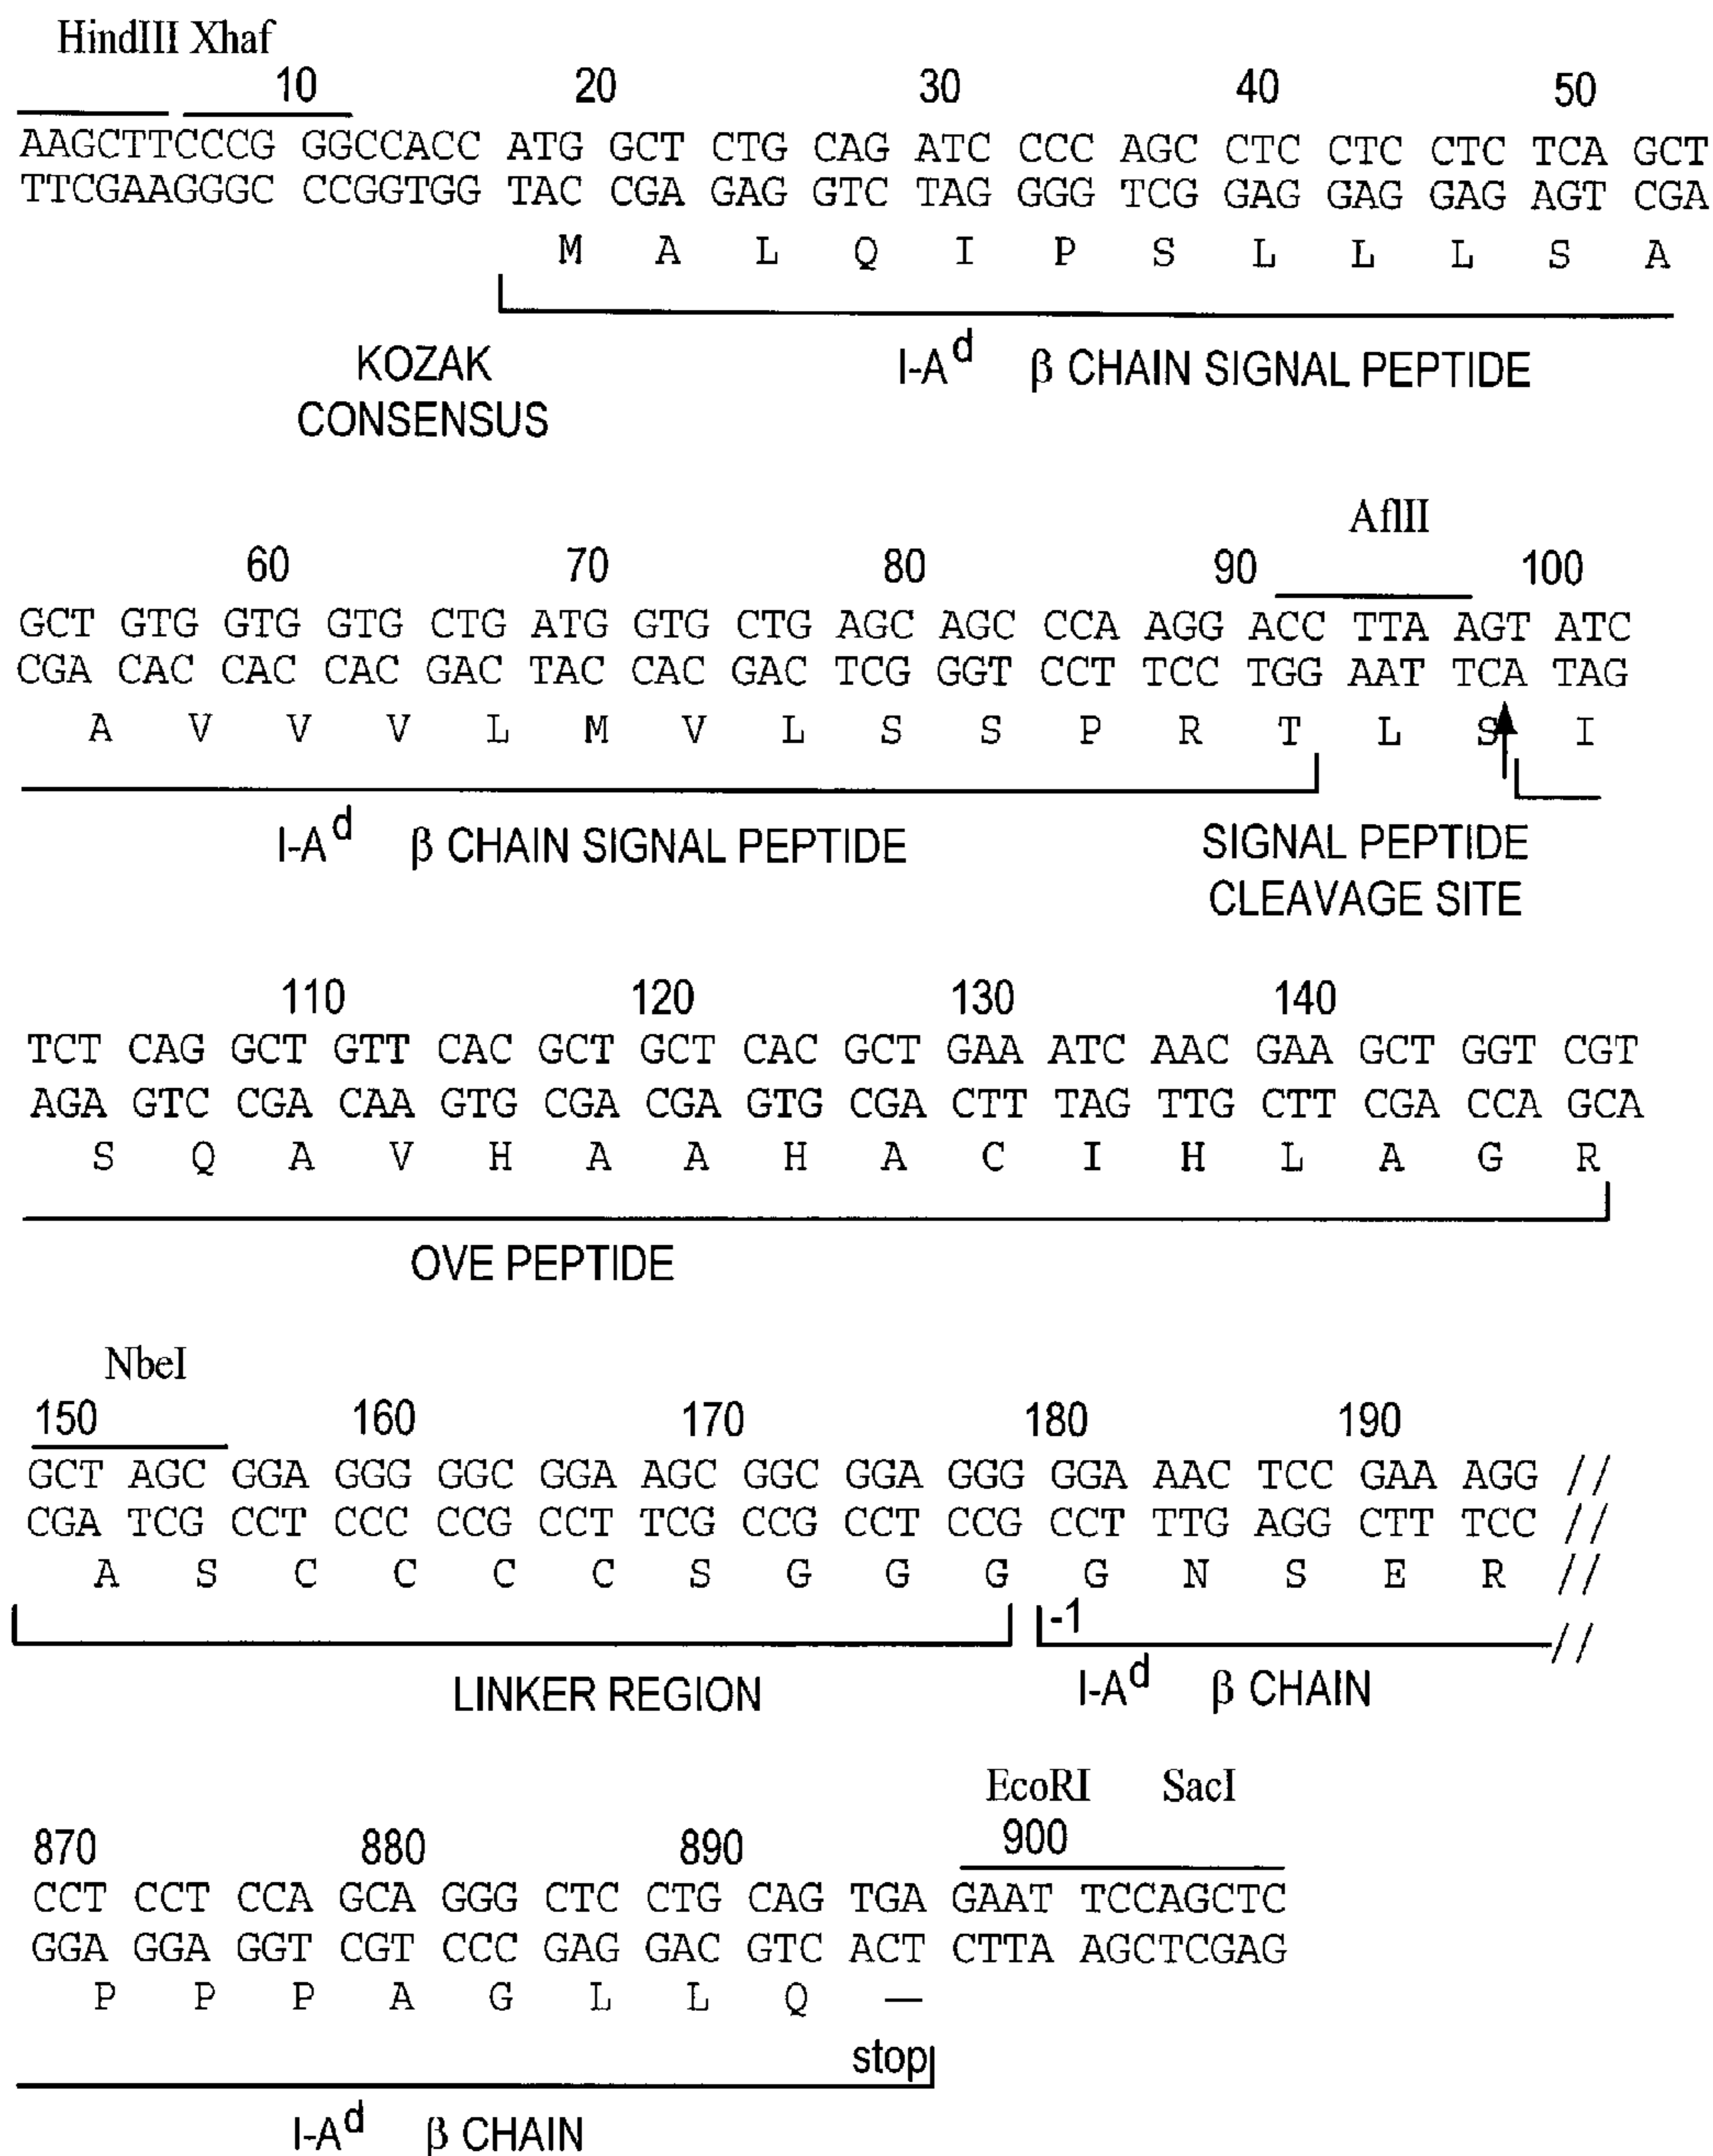 HindIII Xhaf
10 20 30 40 50
AAGCTTCCCG GGCCACC ATG GCT CTG CAG ATC CCC AGC CTC CTC CTC TCA GCT
TTCGAAGGGC CCGGTGG TAC CGA GAG GTC TAG GGG TCG GAG GAG GAG AGT CGA
M A L Q I P S L L L S A
KOZAK CONSENSUS
I-Ad β CHAIN SIGNAL PEPTIDE
AflII
60 70 80 90 100
GCT GTG GTG GTG CTG ATG GTG CTG AGC AGC CCA AGG ACC TTA AGT ATC
CGA CAC CAC CAC GAC TAC CAC GAC TCG GGT CCT TCC TGG AAT TCA TAG
A V V V L M V L S S P R T L S I
I-Ad β CHAIN SIGNAL PEPTIDE
SIGNAL PEPTIDE CLEAVAGE SITE
110 120 130 140
TCT CAG GCT GTT CAC GCT GCT CAC GCT GAA ATC AAC GAA GCT GGT CGT
AGA GTC CGA CAA GTG CGA CGA GTG CGA CTT TAG TTG CTT CGA CCA GCA
S Q A V H A A H A C I H L A G R
OVE PEPTIDE
NbeI
150 160 170 180 190
GCT AGC GGA GGG GGC GGA AGC GGC GGA GGG GGA AAC TCC GAA AGG //
CGA TCG CCT CCC CCG CCT TCG CCG CCT CCG CCT TTG AGG CTT TCC //
A S C C C C S G G G G N S E R //
-1 //
LINKER REGION
I-Ad β CHAIN
EcoRI SacI
870 880 890 900
CCT CCT CCA GCA GGG CTC CTG CAG TGA GAAT TCCAGCTC
GGA GGA GGT CGT CCC GAG GAC GTC ACT CTTA AGCTCGAG
P P P A G L L Q —
stop
I-Ad β CHAIN